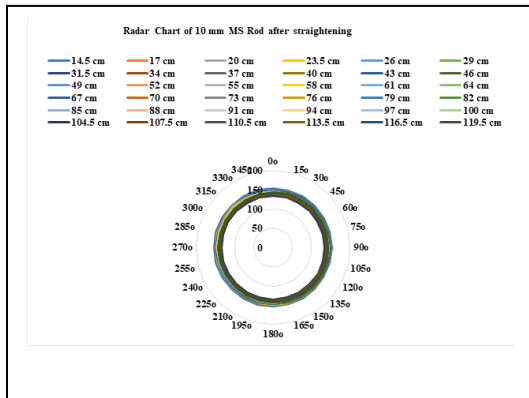 Radar Chart of 10 mm MS Rod after straightening
14.5 cm 17 cm 20 cm 23.5 cm 26 cm 29 cm
31.5 cm 34 cm 37 cm 40 cm 43 cm 46 cm
49 cm 52 cm 55 cm 58 cm 61 cm 64 cm
67 cm 70 cm 73 cm 76 cm 79 cm 82 cm
85 cm 88 cm 91 cm 94 cm 97 cm 100 cm
104.5 cm 107.5 cm 110.5 cm 113.5 cm 116.5 cm 119.5 cm
0o
345o 200 15o
330o 30o
315o 150 45o
300o 100 60o
285o 50 75o
270o 0 90o
255o 105o
240o 120o
225o 135o
210o 150o
195o 165o
180o